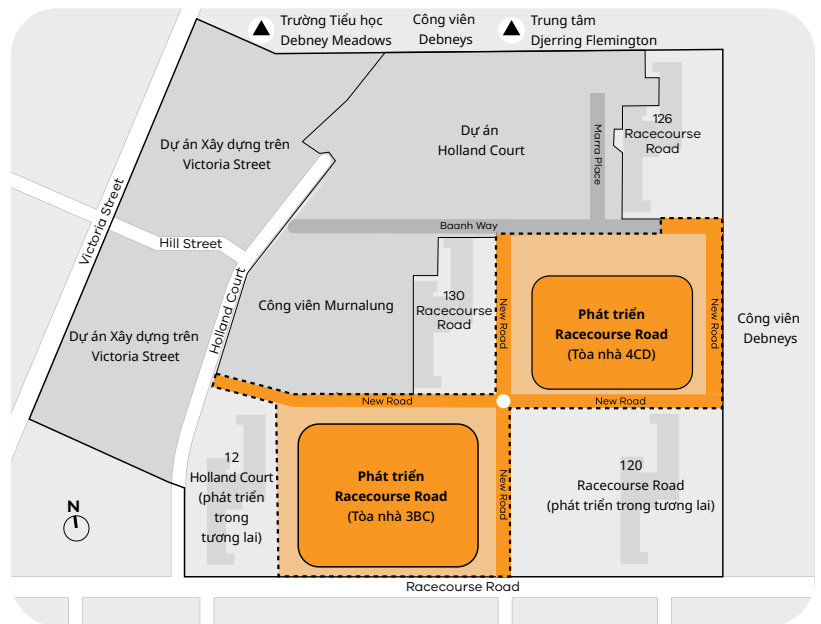 Trường Tiểu học
Debney Meadows
Công viên
Debneys
Trung tâm
Djerring Flemington
Dự án Xây dựng trên
Victoria Street
Dự án
Holland Court
Marra Place
126
Racecourse
Road
Victoria Street
Hill Street
Baanh Way
Holland Court
Công viên Murnalung
130
Racecourse
Road
New Road
Phát triển
Racecourse Road
(Tòa nhà 4CD)
New Road
Công viên
Debneys
Dự án Xây dựng trên
Victoria Street
New Road
New Road
12
Holland Court
(phát triển
trong
tương lai)
Phát triển
Racecourse Road
(Tòa nhà 3BC)
New Road
120
Racecourse Road
(phát triển trong tương lai)
N
Racecourse Road